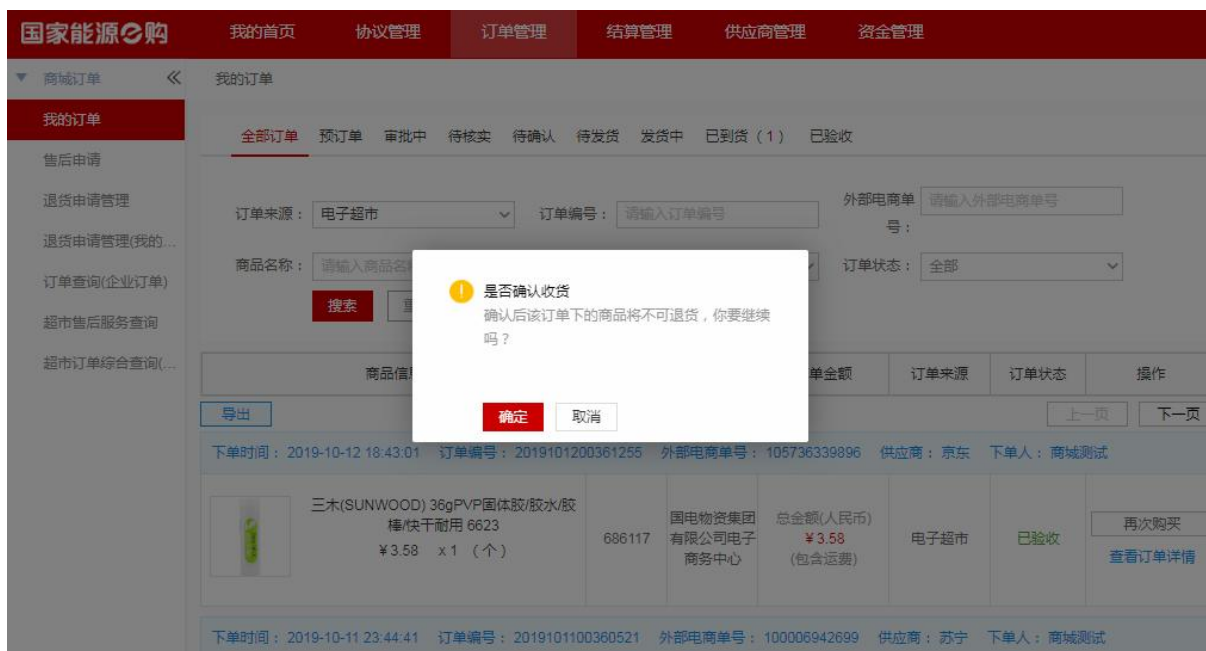 国家能源e购
我的首页 协议管理 订单管理 结算管理 供应商管理 资金管理
商城订单
我的订单
我的订单
售后申请
退货申请管理
退货申请管理(我的...
订单查询(企业订单)
超市售后服务查询
超市订单综合查询(...
全部订单 预订单 审批中 待核实 待确认 待发货 发货中 已到货（1） 已验收
订单来源： 电子超市 订单编号： 请输入订单编号 外部电商单号： 请输入外部电商单号
商品名称： 请输入商品名称 订单状态： 全部
搜索
是否确认收货
确认后该订单下的商品将不可退货，你要继续
吗？
确定 取消
商品信息 单金额 订单来源 订单状态 操作
导出 上一页 下一页
下单时间：2019-10-12 18:43:01 订单编号：2019101200361255 外部电商单号：105736339896 供应商：京东 下单人：商城测试
三木(SUNWOOD) 36gPVP固体胶/胶水/胶
棒/快干耐用 6623
¥3.58 x1 （个）
686117
国电物资集团
有限公司电子
商务中心
总金额(人民币)
¥3.58
(包含运费)
电子超市
已验收
再次购买
查看订单详情
下单时间：2019-10-11 23:44:41 订单编号：2019101100360521 外部电商单号：100006942699 供应商：苏宁 下单人：商城测试